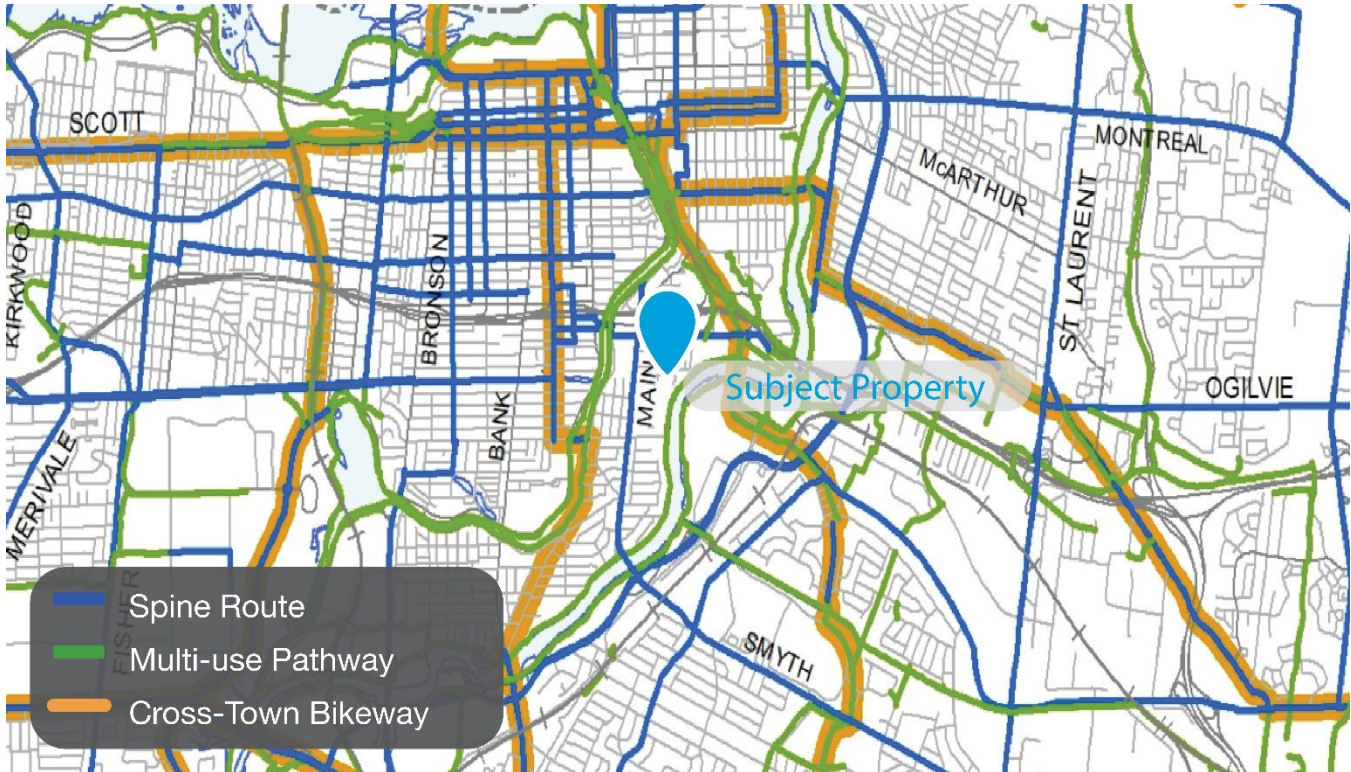 SCOTT
MONTREAL
McARTHUR
ST LAURENT
KIRKWOOD
BRONSON
MAIN
Subject Property
OGILVIE
BANK
MERIVALE
FISHER
SMYTH
Spine Route
Multi-use Pathway
Cross-Town Bikeway